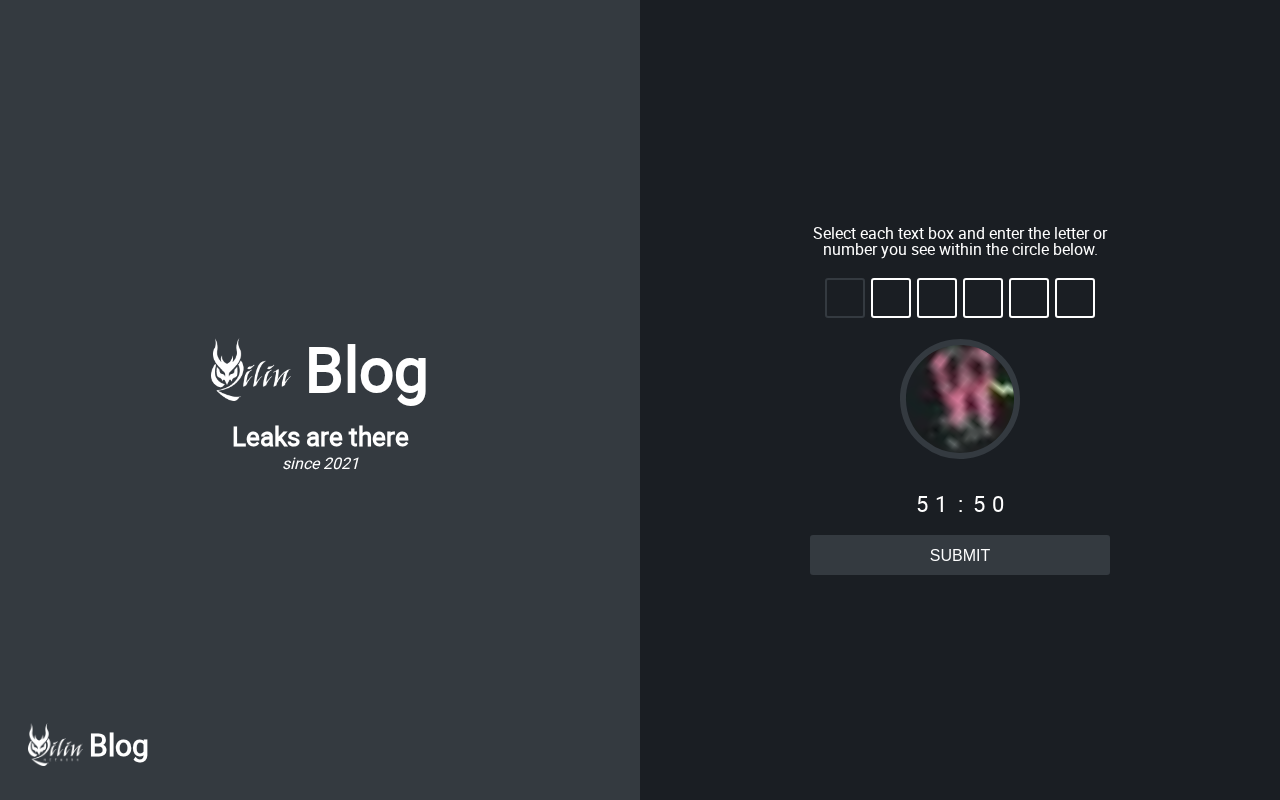 Select each text box and enter the letter or
number you see within the circle below.
Qilin Blog
Leaks are there
since 2021
51:50
SUBMIT
Qilin Blog